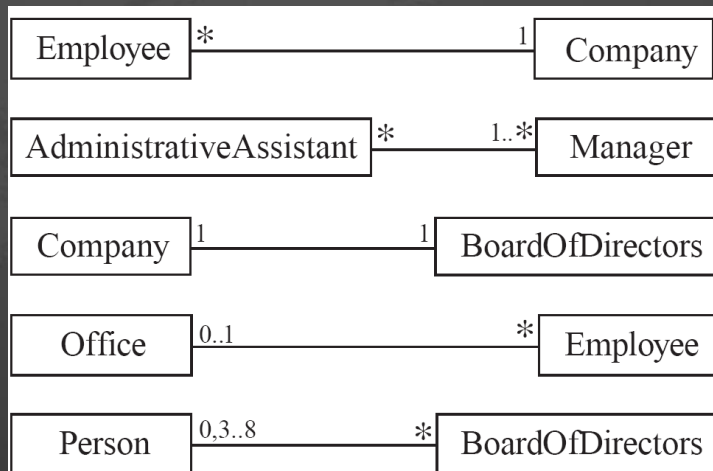 Employee * 1 Company
AdministrativeAssistant * 1..* Manager
Company 1 1 BoardOfDirectors
Office 0..1 * Employee
Person 0,3..8 * BoardOfDirectors